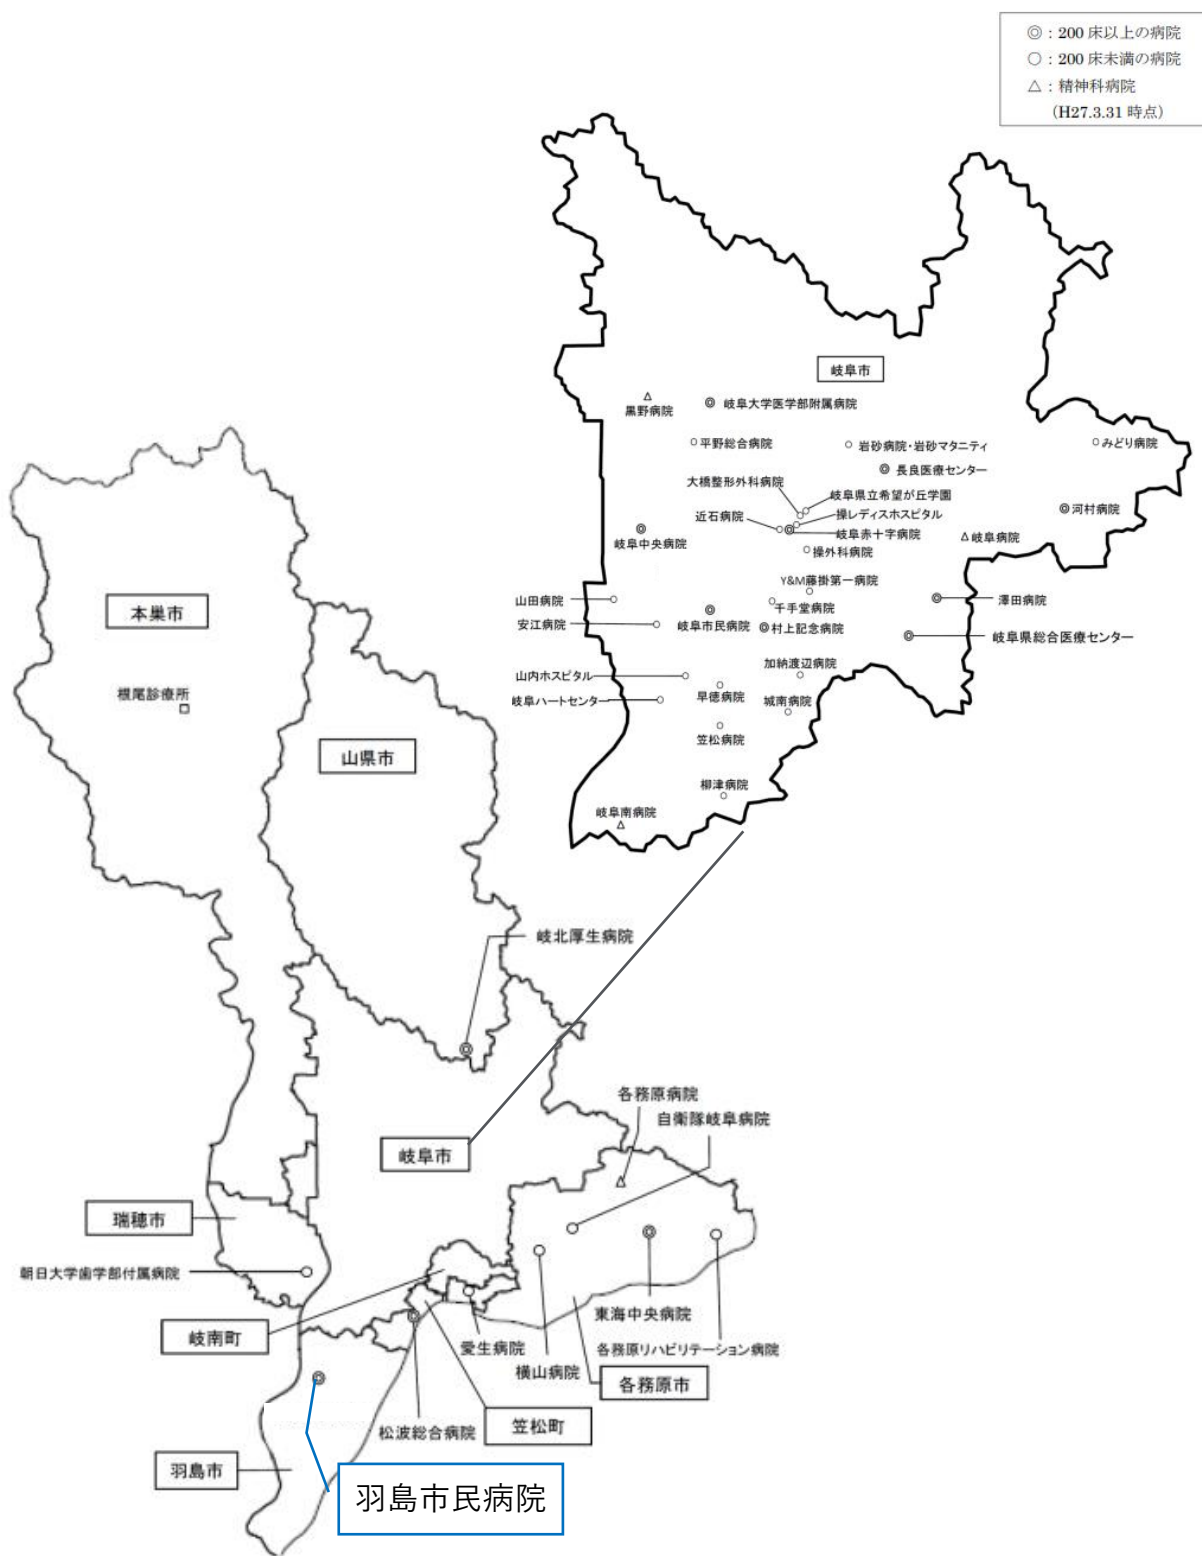 ◎：200 床以上の病院
○：200 床未満の病院
△：精神科病院
（H27.3.31 時点）
岐阜市
黒野病院
岐阜大学医学部附属病院
平野総合病院
岩砂病院・岩砂マタニティ
みどり病院
長良医療センター
大橋整形外科病院
岐阜県立希望が丘学園
河村病院
近石病院
操レディスホスピタル
岐阜中央病院
岐阜赤十字病院
岐阜病院
操外科病院
Y&M藤掛第一病院
山田病院
澤田病院
千手堂病院
安江病院
岐阜市民病院
村上記念病院
岐阜県総合医療センター
加納渡辺病院
山内ホスピタル
早徳病院
岐阜ハートセンター
城南病院
笠松病院
柳津病院
岐阜南病院
本巣市
根尾診療所
山県市
岐北厚生病院
各務原病院
自衛隊岐阜病院
岐阜市
瑞穂市
朝日大学歯学部付属病院
岐南町
愛生病院
東海中央病院
各務原リハビリテーション病院
横山病院
各務原市
松波総合病院
笠松町
羽島市
羽島市民病院